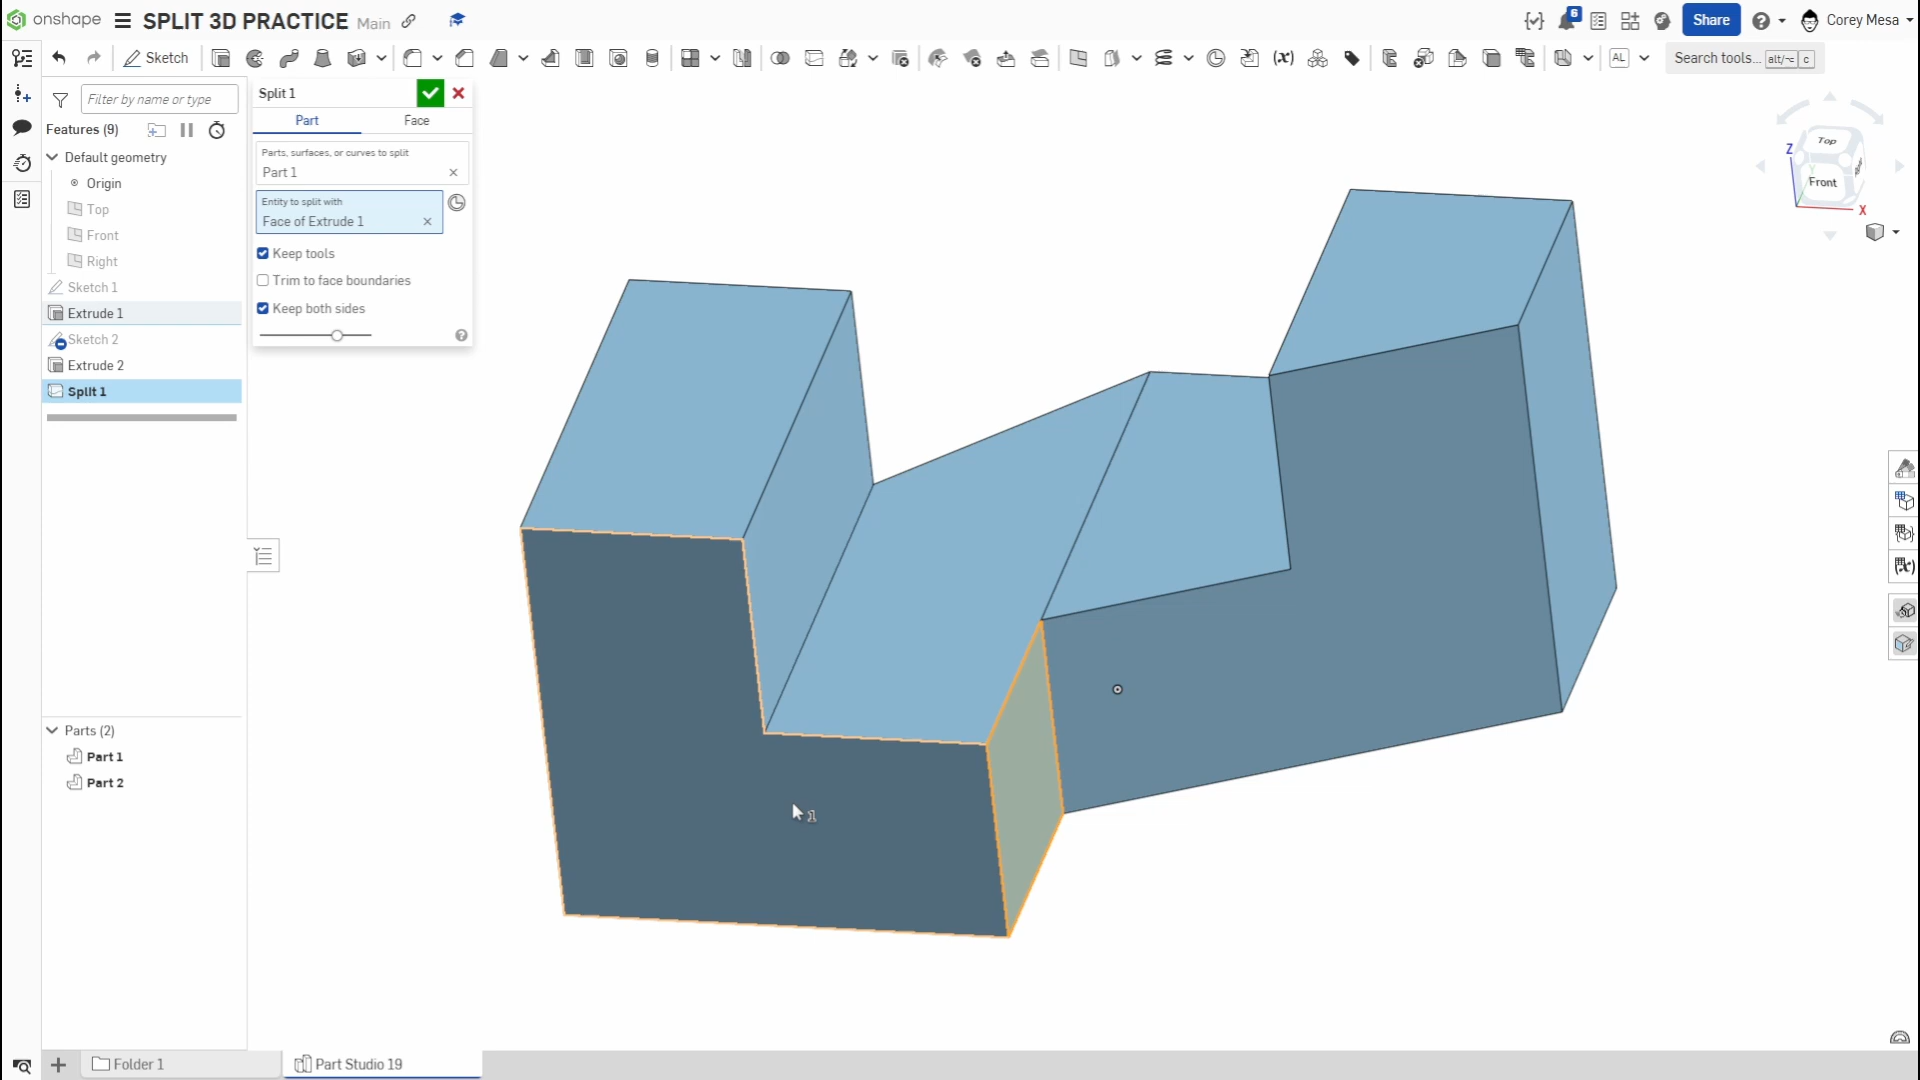 onshape SPLIT 3D PRACTICE Main
6 Share Corey Mesa
Sketch
AL Search tools... alt/⌥ c
Filter by name or type
Features (9)
Default geometry
Origin
Top
Front
Right
Sketch 1
Extrude 1
Sketch 2
Extrude 2
Split 1
Split 1
Part Face
Parts, surfaces, or curves to split
Part 1
Entity to split with
Face of Extrude 1
Keep tools
Trim to face boundaries
Keep both sides
Top
Front
Z
X
(x)
1
Parts (2)
Part 1
Part 2
Folder 1
Part Studio 19